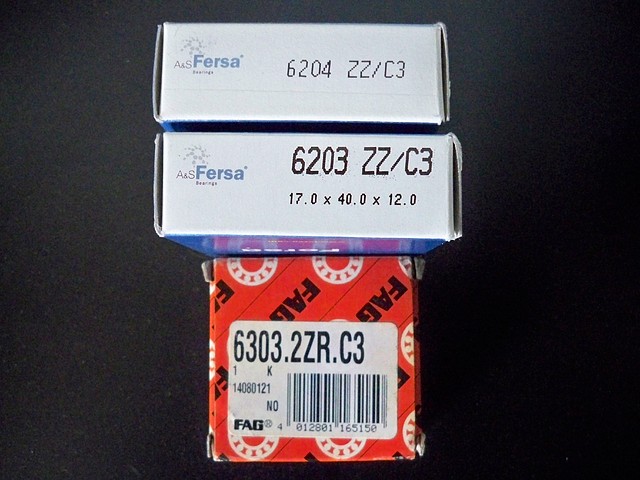 A&S Fersa®
Bearings
6204 ZZ/C3
A&S Fersa®
Bearings
6203 ZZ/C3
17.0 x 40.0 x 12.0
FAG FAG FAG
6303.2ZR.C3
1 K
14080121
NO
FAG® 4 012801 165150